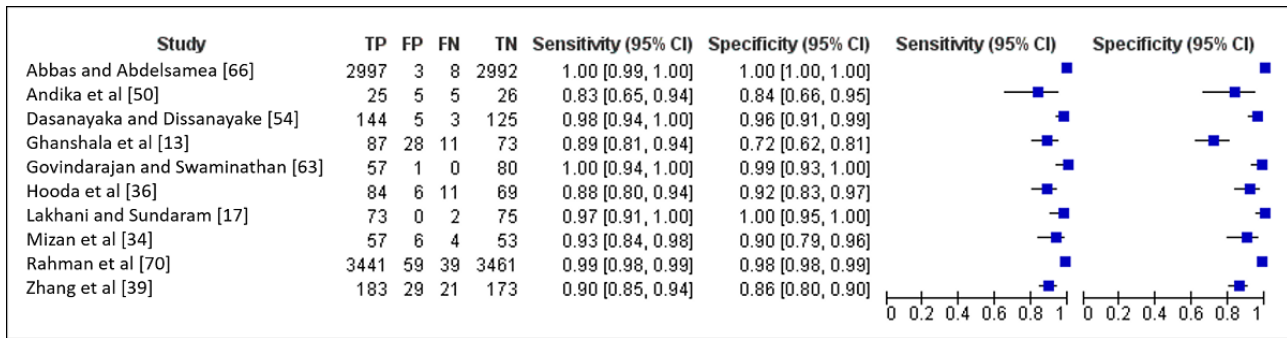 Study TP FP FN TN Sensitivity (95% CI) Specificity (95% CI) Sensitivity (95% CI) Specificity (95% CI)
Abbas and Abdelsamea [66] 2997 3 8 2992 1.00 [0.99, 1.00] 1.00 [1.00, 1.00]
Andika et al [50] 25 5 5 26 0.83 [0.65, 0.94] 0.84 [0.66, 0.95]
Dasanayaka and Dissanayake [54] 144 5 3 125 0.98 [0.94, 1.00] 0.96 [0.91, 0.99]
Ghanshala et al [13] 87 28 11 73 0.89 [0.81, 0.94] 0.72 [0.62, 0.81]
Govindarajan and Swaminathan [63] 57 1 0 80 1.00 [0.94, 1.00] 0.99 [0.93, 1.00]
Hooda et al [36] 84 6 11 69 0.88 [0.80, 0.94] 0.92 [0.83, 0.97]
Lakhani and Sundaram [17] 73 0 2 75 0.97 [0.91, 1.00] 1.00 [0.95, 1.00]
Mizan et al [34] 57 6 4 53 0.93 [0.84, 0.98] 0.90 [0.79, 0.96]
Rahman et al [70] 3441 59 39 3461 0.99 [0.98, 0.99] 0.98 [0.98, 0.99]
Zhang et al [39] 183 29 21 173 0.90 [0.85, 0.94] 0.86 [0.80, 0.90]
0 0.2 0.4 0.6 0.8 1 0 0.2 0.4 0.6 0.8 1